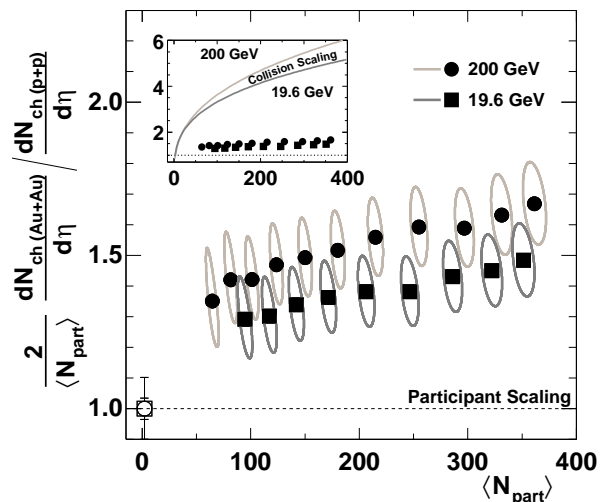 dN_ch (Au+Au) / dη / dN_ch (p+p) / dη
2 / ⟨N_part⟩
2.0
1.5
1.0
0
100
200
300
400
⟨N_part⟩
200 GeV
19.6 GeV
Participant Scaling
6
4
2
0
200
400
200 GeV
Collision Scaling
19.6 GeV